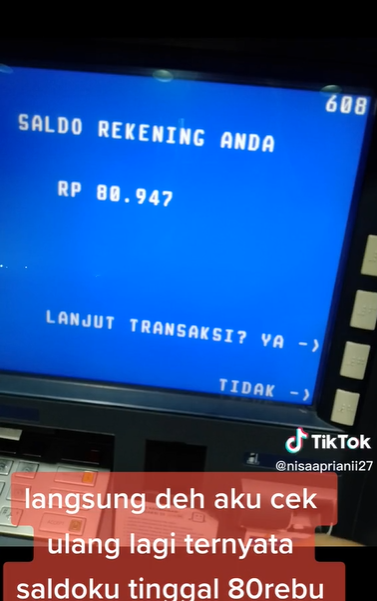 608
SALDO REKENING ANDA
RP 80.947
LANJUT TRANSAKSI? YA ->
TIDAK ->
TikTok
@nisaaprianii27
langsung deh aku cek
ulang lagi ternyata
saldoku tinggal 80rebu